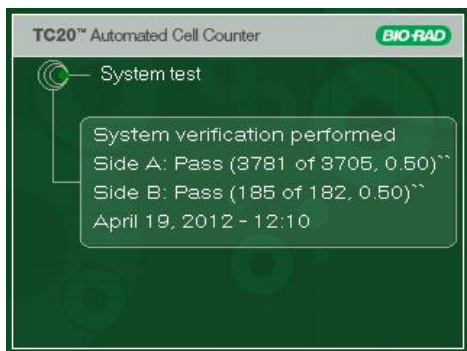 TC20™ Automated Cell Counter
BIO-RAD
System test
System verification performed
Side A: Pass (3781 of 3705, 0.50)``
Side B: Pass (185 of 182, 0.50)``
April 19, 2012 - 12:10